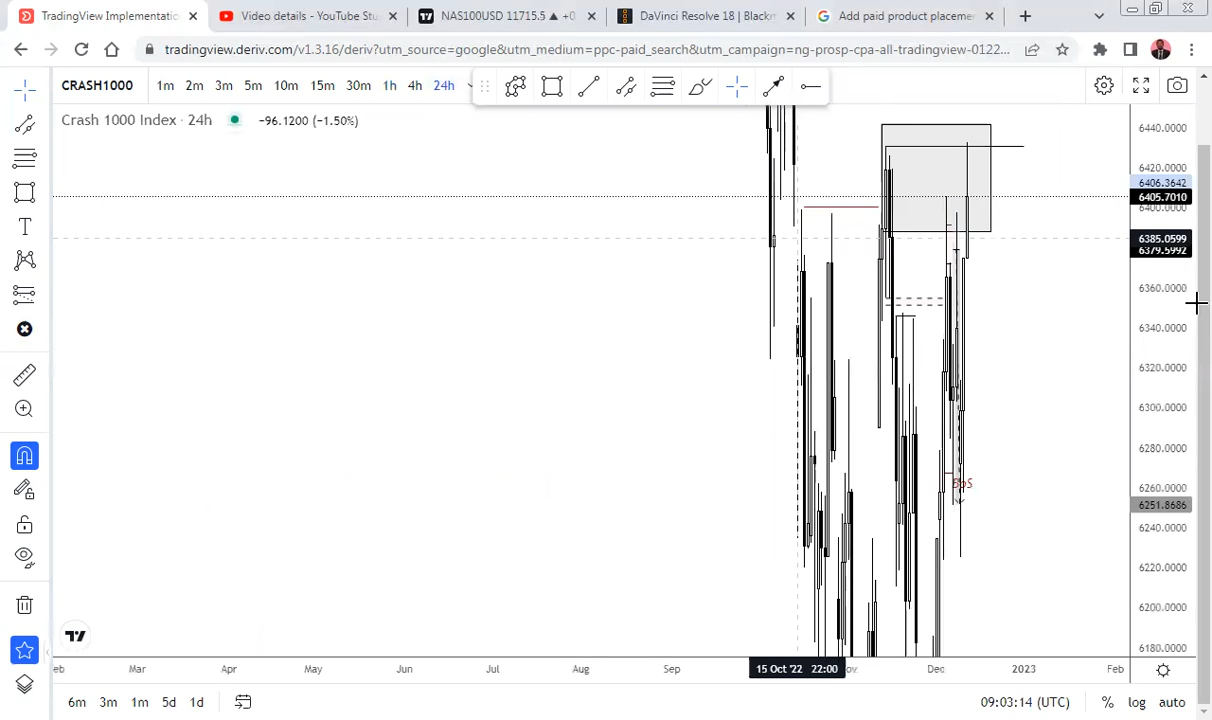 TradingView Implementatic
Video details - YouTube Stu
NAS100USD 11715.5 ▲ +0
DaVinci Resolve 18 | Blackm
Add paid product placeme
tradingview.deriv.com/v1.3.16/deriv?utm_source=google&utm_medium=ppc-paid_search&utm_campaign=ng-prosp-cpa-all-tradingview-0122...
CRASH1000 1m 2m 3m 5m 10m 15m 30m 1h 4h 24h
Crash 1000 Index · 24h −96.1200 (−1.50%)
6440.0000
6420.0000
6406.3642
6405.7010
6400.0000
6385.0599
6379.5992
6360.0000
6340.0000
6320.0000
6300.0000
6280.0000
6260.0000
6251.8686
6240.0000
6220.0000
6200.0000
6180.0000
BoS
eb Mar Apr May Jun Jul Aug Sep 15 Oct '22 22:00 ov Dec 2023 Feb
6m 3m 1m 5d 1d 09:03:14 (UTC) % log auto